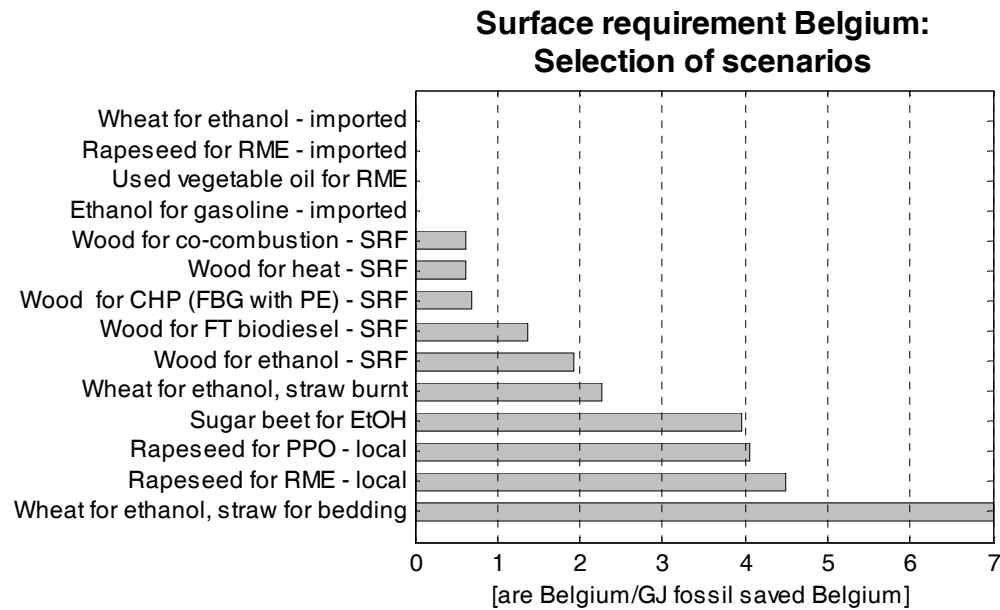 Surface requirement Belgium:
Selection of scenarios
Wheat for ethanol - imported
Rapeseed for RME - imported
Used vegetable oil for RME
Ethanol for gasoline - imported
Wood for co-combustion - SRF
Wood for heat - SRF
Wood for CHP (FBG with PE) - SRF
Wood for FT biodiesel - SRF
Wood for ethanol - SRF
Wheat for ethanol, straw burnt
Sugar beet for EtOH
Rapeseed for PPO - local
Rapeseed for RME - local
Wheat for ethanol, straw for bedding
0 1 2 3 4 5 6 7
[are Belgium/GJ fossil saved Belgium]